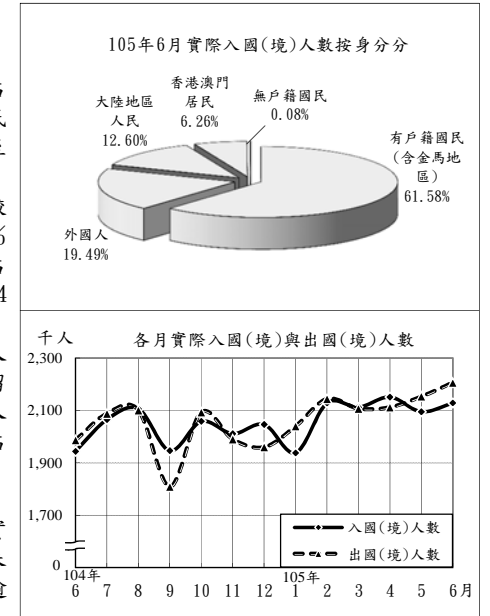 105年6月實際入國(境)人數按身分分
香港澳門
居民
6.26%
無戶籍國民
0.08%
大陸地區
人民
12.60%
有戶籍國民
(含金馬地
區)
61.58%
外國人
19.49%
千人
各月實際入國(境)與出國(境)人數
2,300
2,100
1,900
1,700
0
入國(境)人數
出國(境)人數
104年 105年
6 7 8 9 10 11 12 1 2 3 4 5 6月